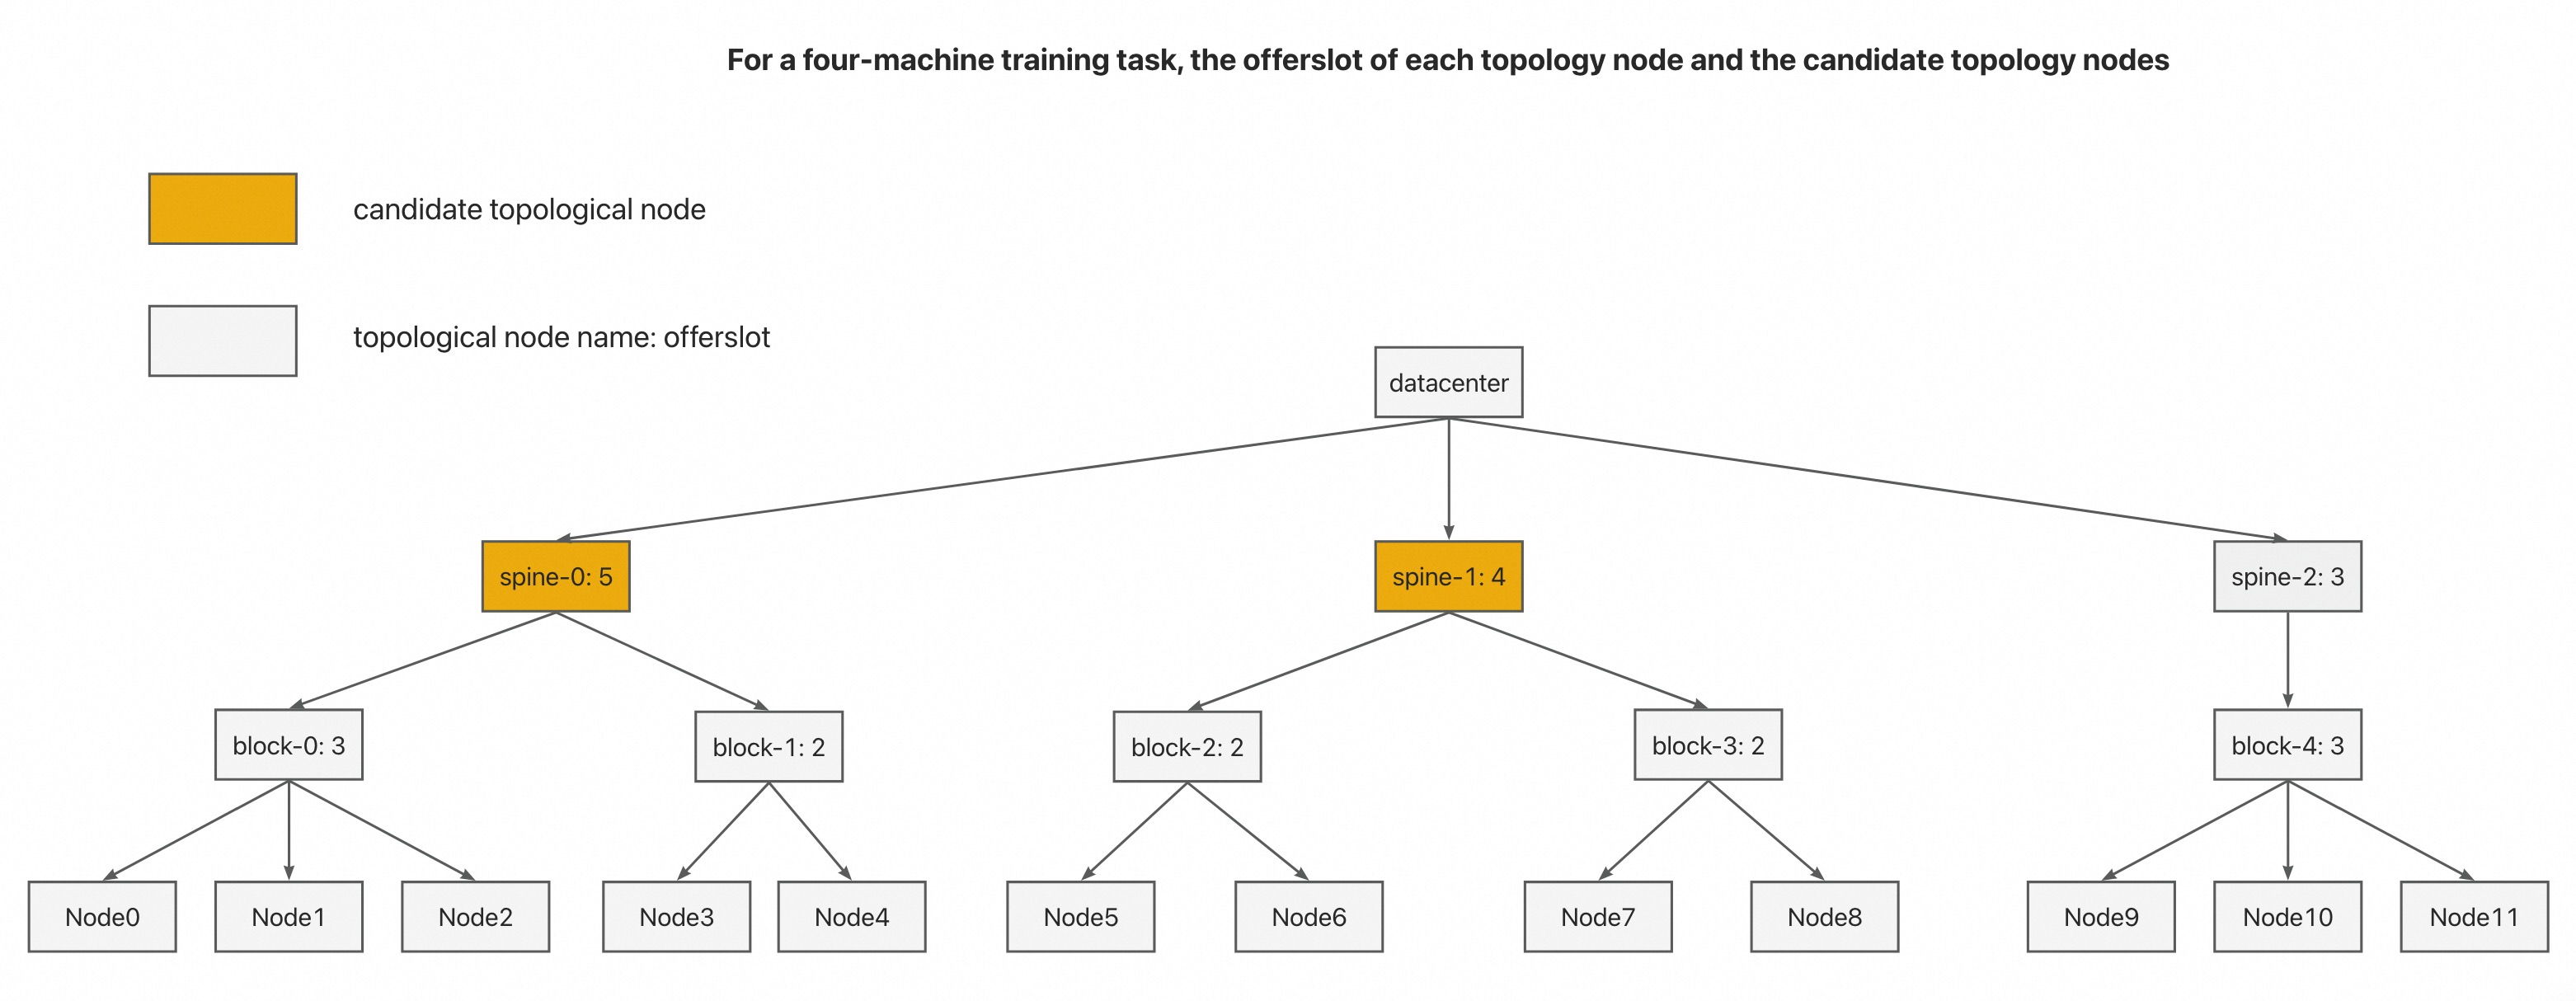 For a four-machine training task, the offerslot of each topology node and the candidate topology nodes
candidate topological node
topological node name: offerslot
datacenter
spine-0: 5
spine-1: 4
spine-2: 3
block-0: 3
block-1: 2
block-2: 2
block-3: 2
block-4: 3
Node0
Node1
Node2
Node3
Node4
Node5
Node6
Node7
Node8
Node9
Node10
Node11